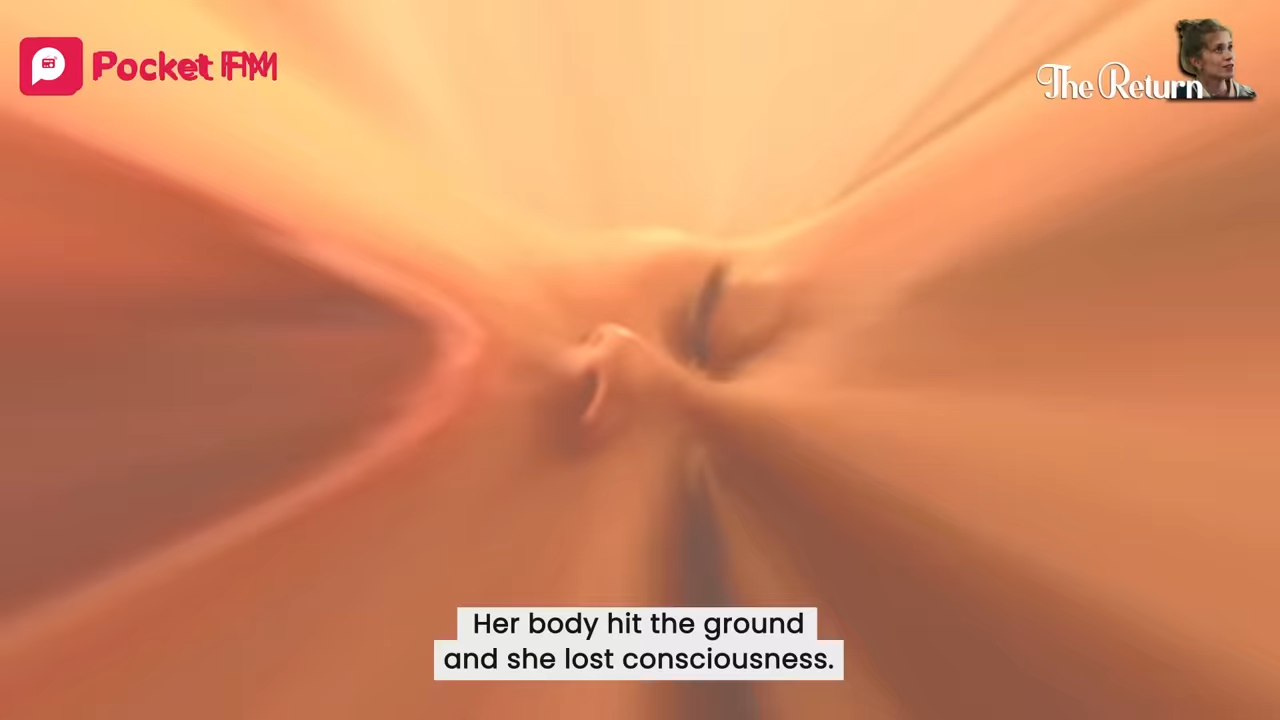 Pocket FM
The Return
Her body hit the ground
and she lost consciousness.